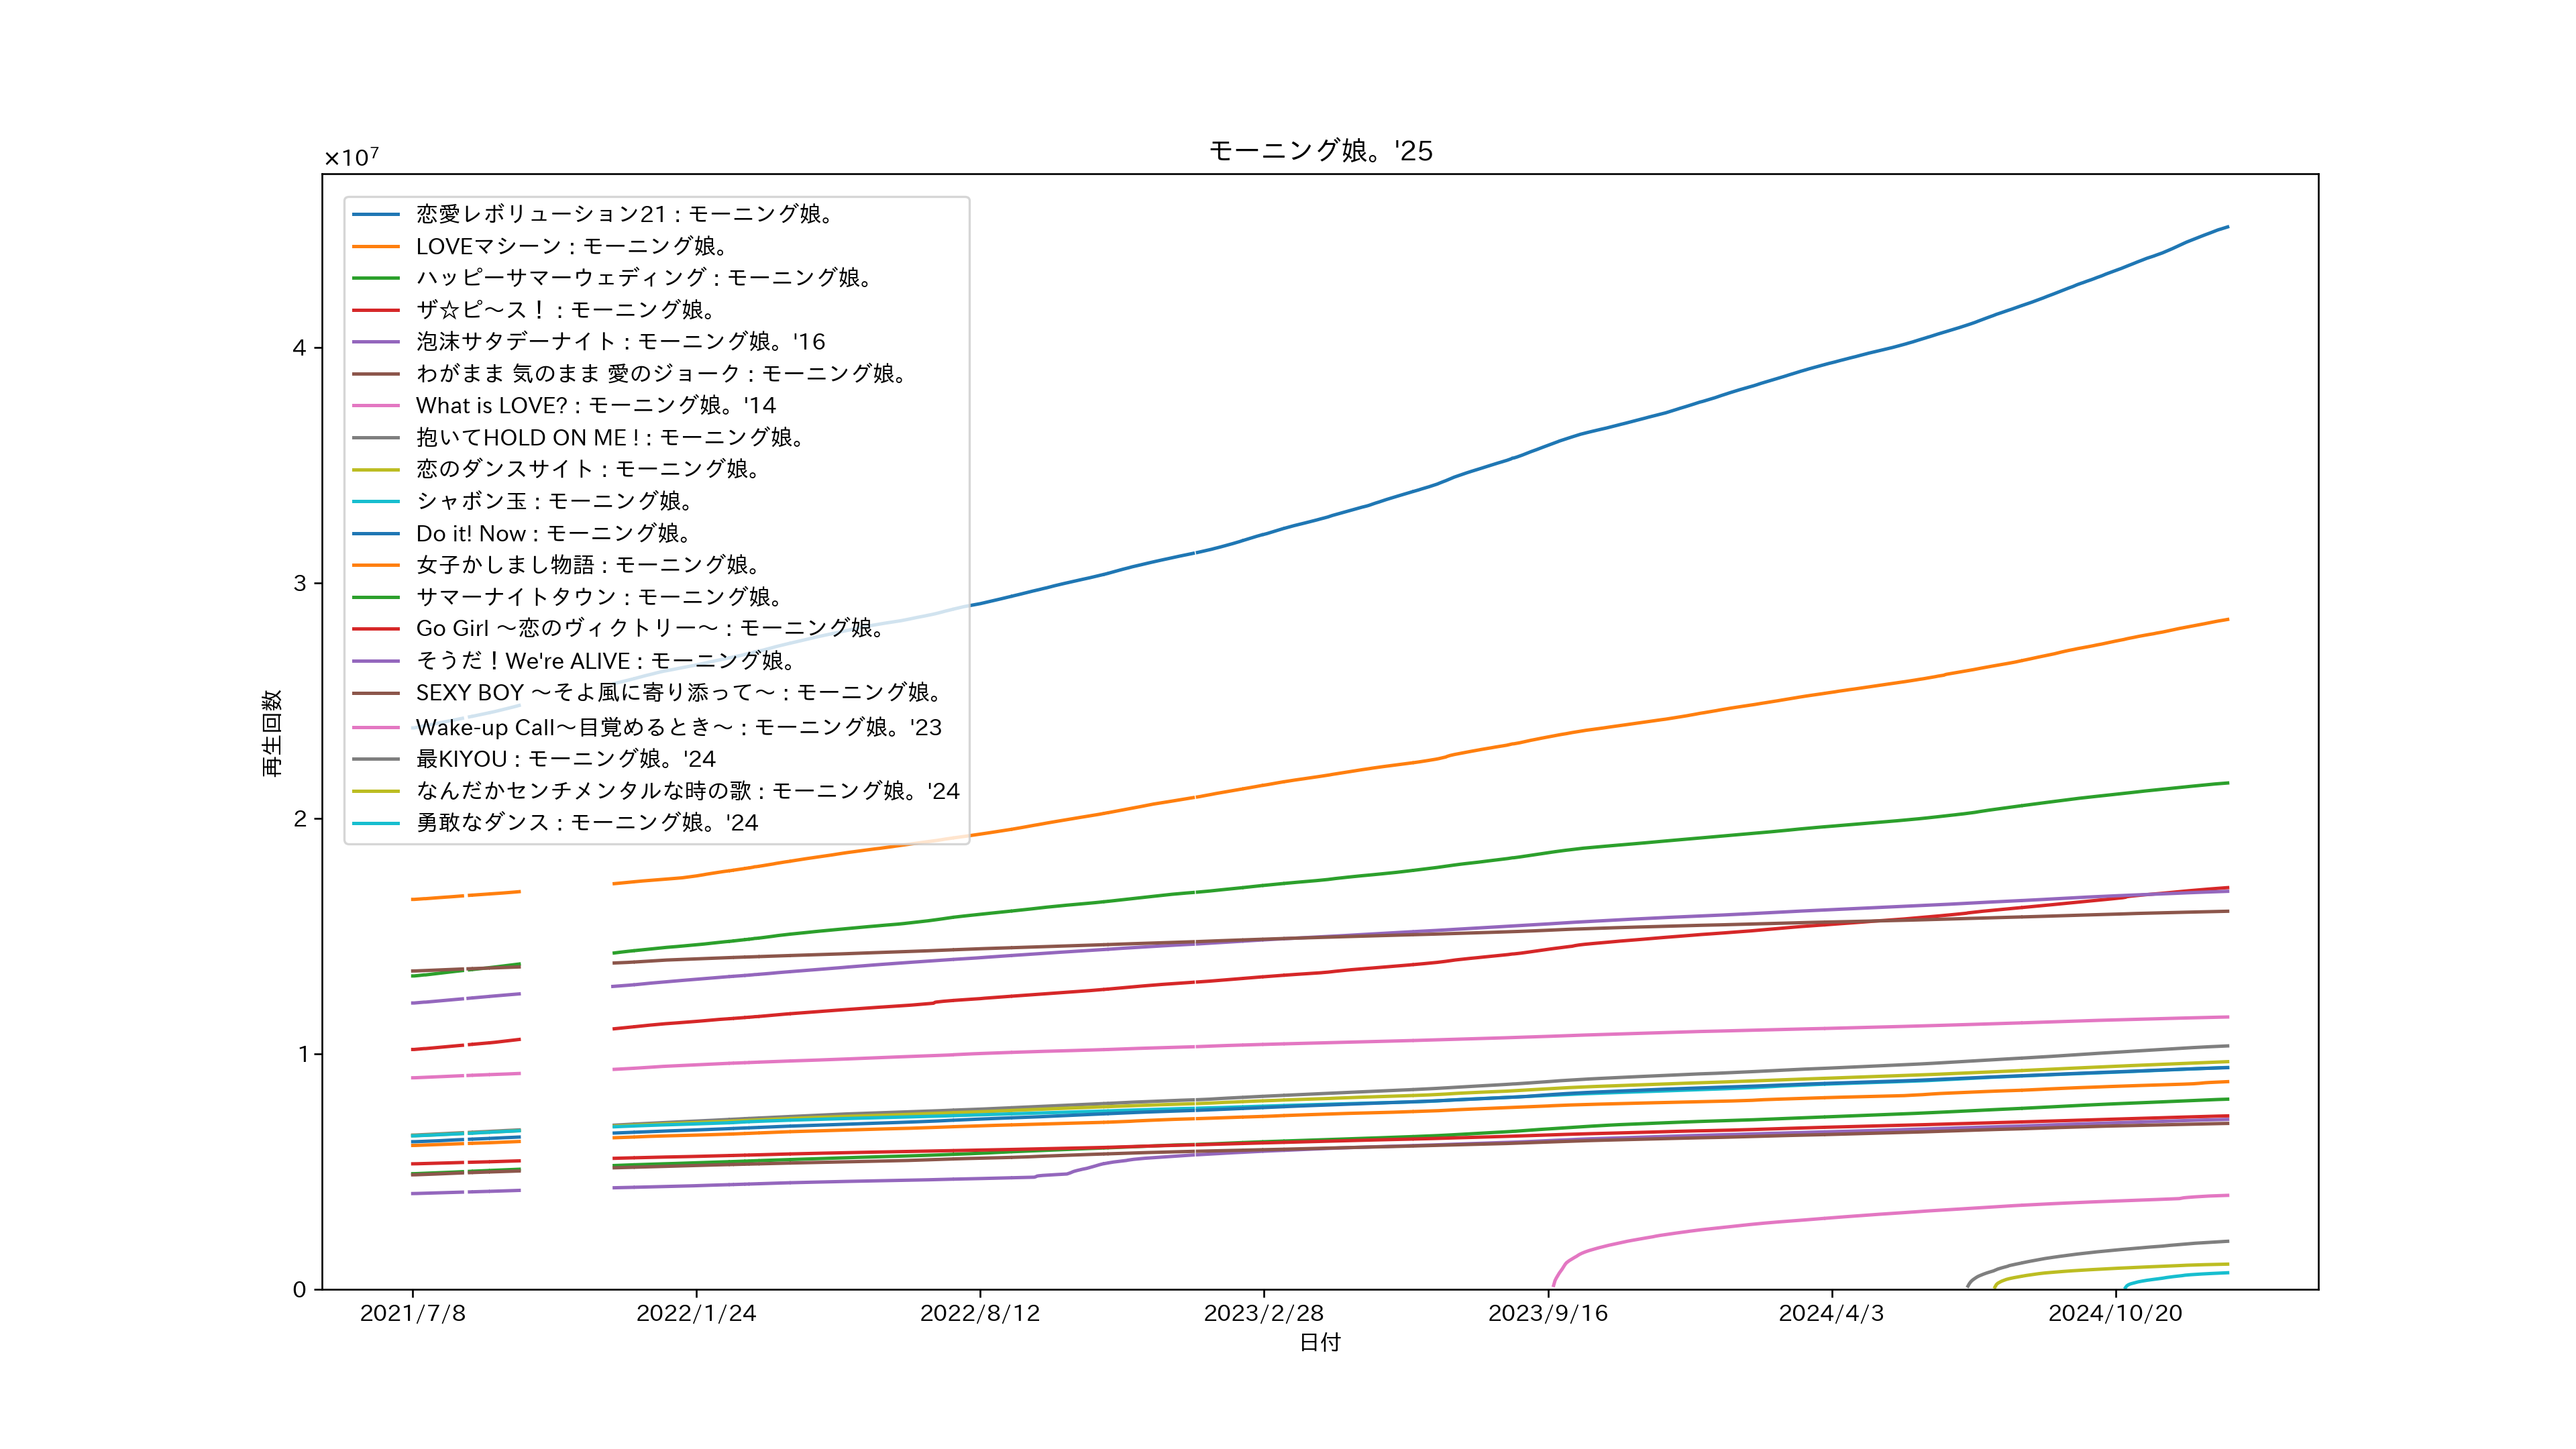 モーニング娘。'25
×10⁷
恋愛レボリューション21 : モーニング娘。
LOVEマシーン : モーニング娘。
ハッピーサマーウェディング : モーニング娘。
ザ☆ピ〜ス！ : モーニング娘。
泡沫サタデーナイト : モーニング娘。'16
わがまま 気のまま 愛のジョーク : モーニング娘。
What is LOVE? : モーニング娘。'14
抱いてHOLD ON ME ! : モーニング娘。
恋のダンスサイト : モーニング娘。
シャボン玉 : モーニング娘。
Do it! Now : モーニング娘。
女子かしまし物語 : モーニング娘。
サマーナイトタウン : モーニング娘。
Go Girl 〜恋のヴィクトリー〜 : モーニング娘。
そうだ！We're ALIVE : モーニング娘。
SEXY BOY 〜そよ風に寄り添って〜 : モーニング娘。
Wake-up Call〜目覚めるとき〜 : モーニング娘。'23
最KIYOU : モーニング娘。'24
なんだかセンチメンタルな時の歌 : モーニング娘。'24
勇敢なダンス : モーニング娘。'24
再生回数
4
3
2
1
0
2021/7/8 2022/1/24 2022/8/12 2023/2/28 2023/9/16 2024/4/3 2024/10/20
日付